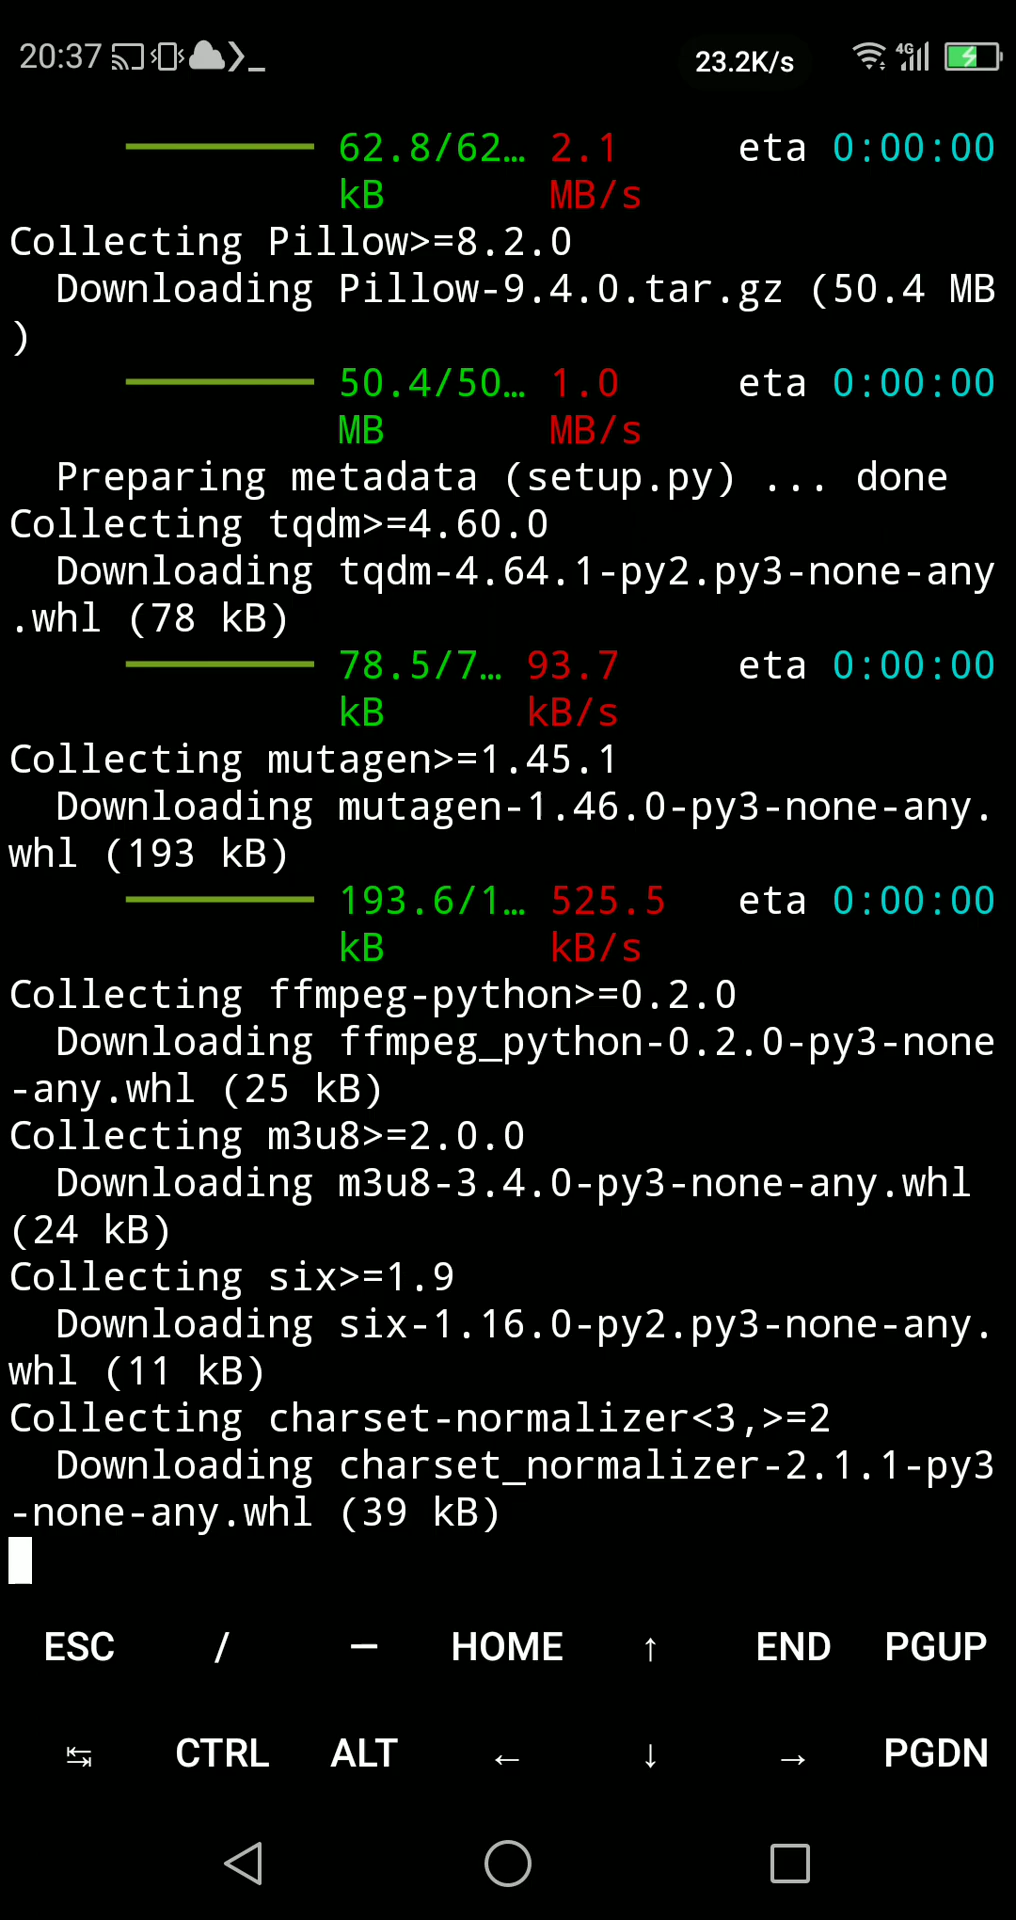 20:37 23.2K/s 4G
62.8/62… 2.1 eta 0:00:00
kB MB/s
Collecting Pillow>=8.2.0
Downloading Pillow-9.4.0.tar.gz (50.4 MB
)
50.4/50… 1.0 eta 0:00:00
MB MB/s
Preparing metadata (setup.py) ... done
Collecting tqdm>=4.60.0
Downloading tqdm-4.64.1-py2.py3-none-any
.whl (78 kB)
78.5/7… 93.7 eta 0:00:00
kB kB/s
Collecting mutagen>=1.45.1
Downloading mutagen-1.46.0-py3-none-any.
whl (193 kB)
193.6/1… 525.5 eta 0:00:00
kB kB/s
Collecting ffmpeg-python>=0.2.0
Downloading ffmpeg_python-0.2.0-py3-none
-any.whl (25 kB)
Collecting m3u8>=2.0.0
Downloading m3u8-3.4.0-py3-none-any.whl
(24 kB)
Collecting six>=1.9
Downloading six-1.16.0-py2.py3-none-any.
whl (11 kB)
Collecting charset-normalizer<3,>=2
Downloading charset_normalizer-2.1.1-py3
-none-any.whl (39 kB)
ESC / — HOME ↑ END PGUP
↹ CTRL ALT ← ↓ → PGDN